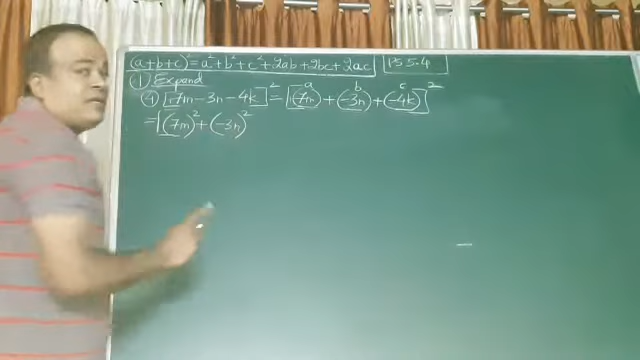 (a+b+c)² = a²+b²+c²+2ab+2bc+2ac PS 5.4
① Expand
④ [7m-3n-4k]² = [(7m)+(-3n)+(-4k)]²
a b c
= (7m)²+(-3n)²